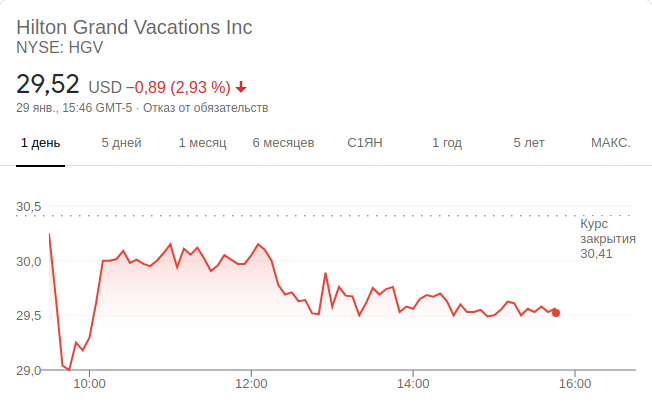 Hilton Grand Vacations Inc
NYSE: HGV
29,52 USD −0,89 (2,93 %)
29 янв., 15:46 GMT-5 · Отказ от обязательств
1 день 5 дней 1 месяц 6 месяцев С1ЯН 1 год 5 лет МАКС.
30,5
Курс
закрытия
30,41
30,0
29,5
29,0
10:00 12:00 14:00 16:00